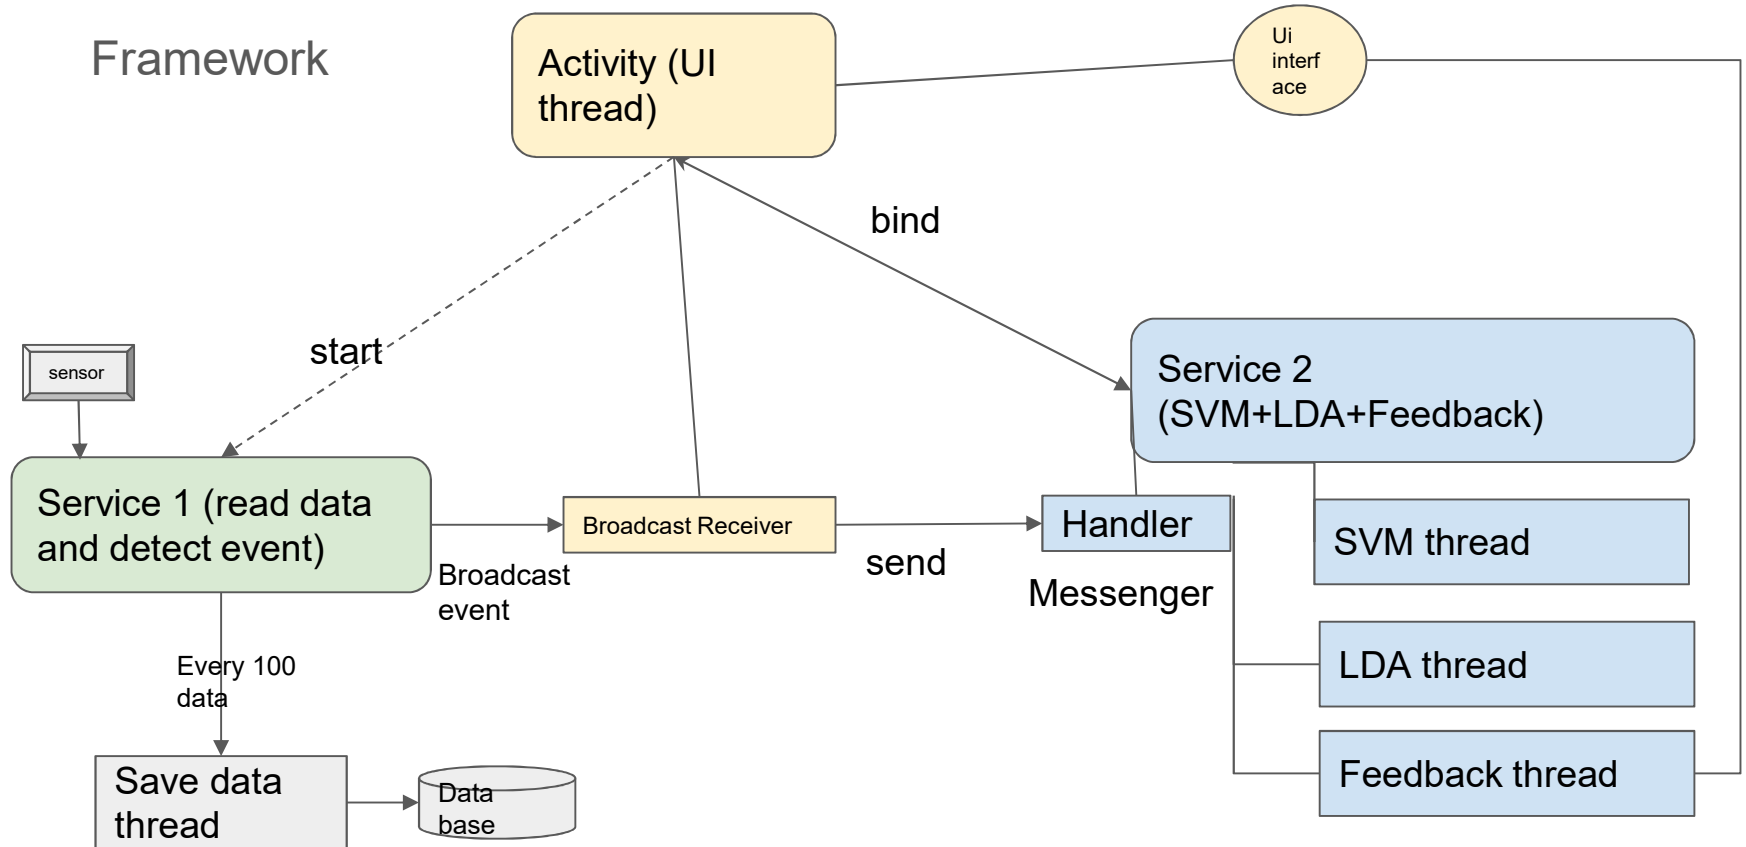 Framework
Activity (UI
thread)
Ui
interf
ace
bind
start
sensor
Service 2
(SVM+LDA+Feedback)
Service 1 (read data
and detect event)
Broadcast Receiver
Handler
SVM thread
send
Broadcast
event
Messenger
Every 100
data
LDA thread
Save data
thread
Data
base
Feedback thread